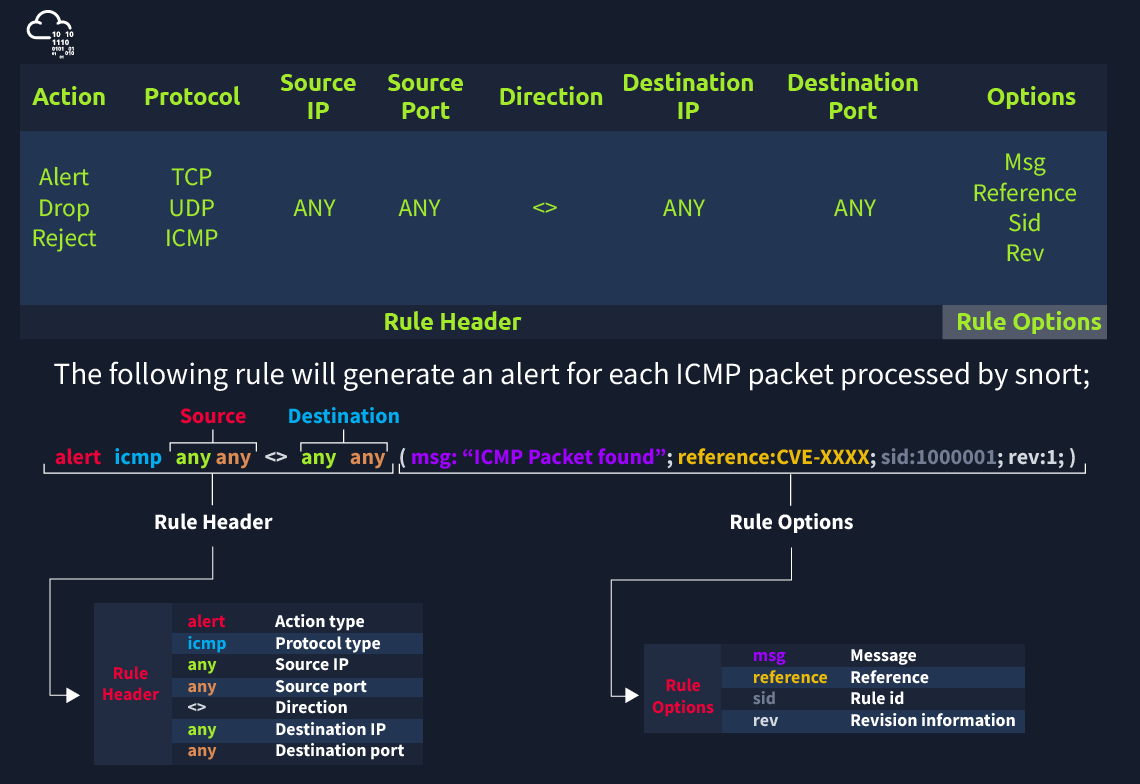 10 10
1110
0101 01
01 010
01
Action Protocol Source IP Source Port Direction Destination IP Destination Port Options
Alert
Drop
Reject
TCP
UDP
ICMP
ANY
ANY
<>
ANY
ANY
Msg
Reference
Sid
Rev
Rule Header
Rule Options
The following rule will generate an alert for each ICMP packet processed by snort;
Source Destination
alert icmp any any <> any any ( msg: “ICMP Packet found”; reference:CVE-XXXX; sid:1000001; rev:1; )
Rule Header
Rule Options
Rule
Header
alert Action type
icmp Protocol type
any Source IP
any Source port
<> Direction
any Destination IP
any Destination port
Rule
Options
msg Message
reference Reference
sid Rule id
rev Revision information